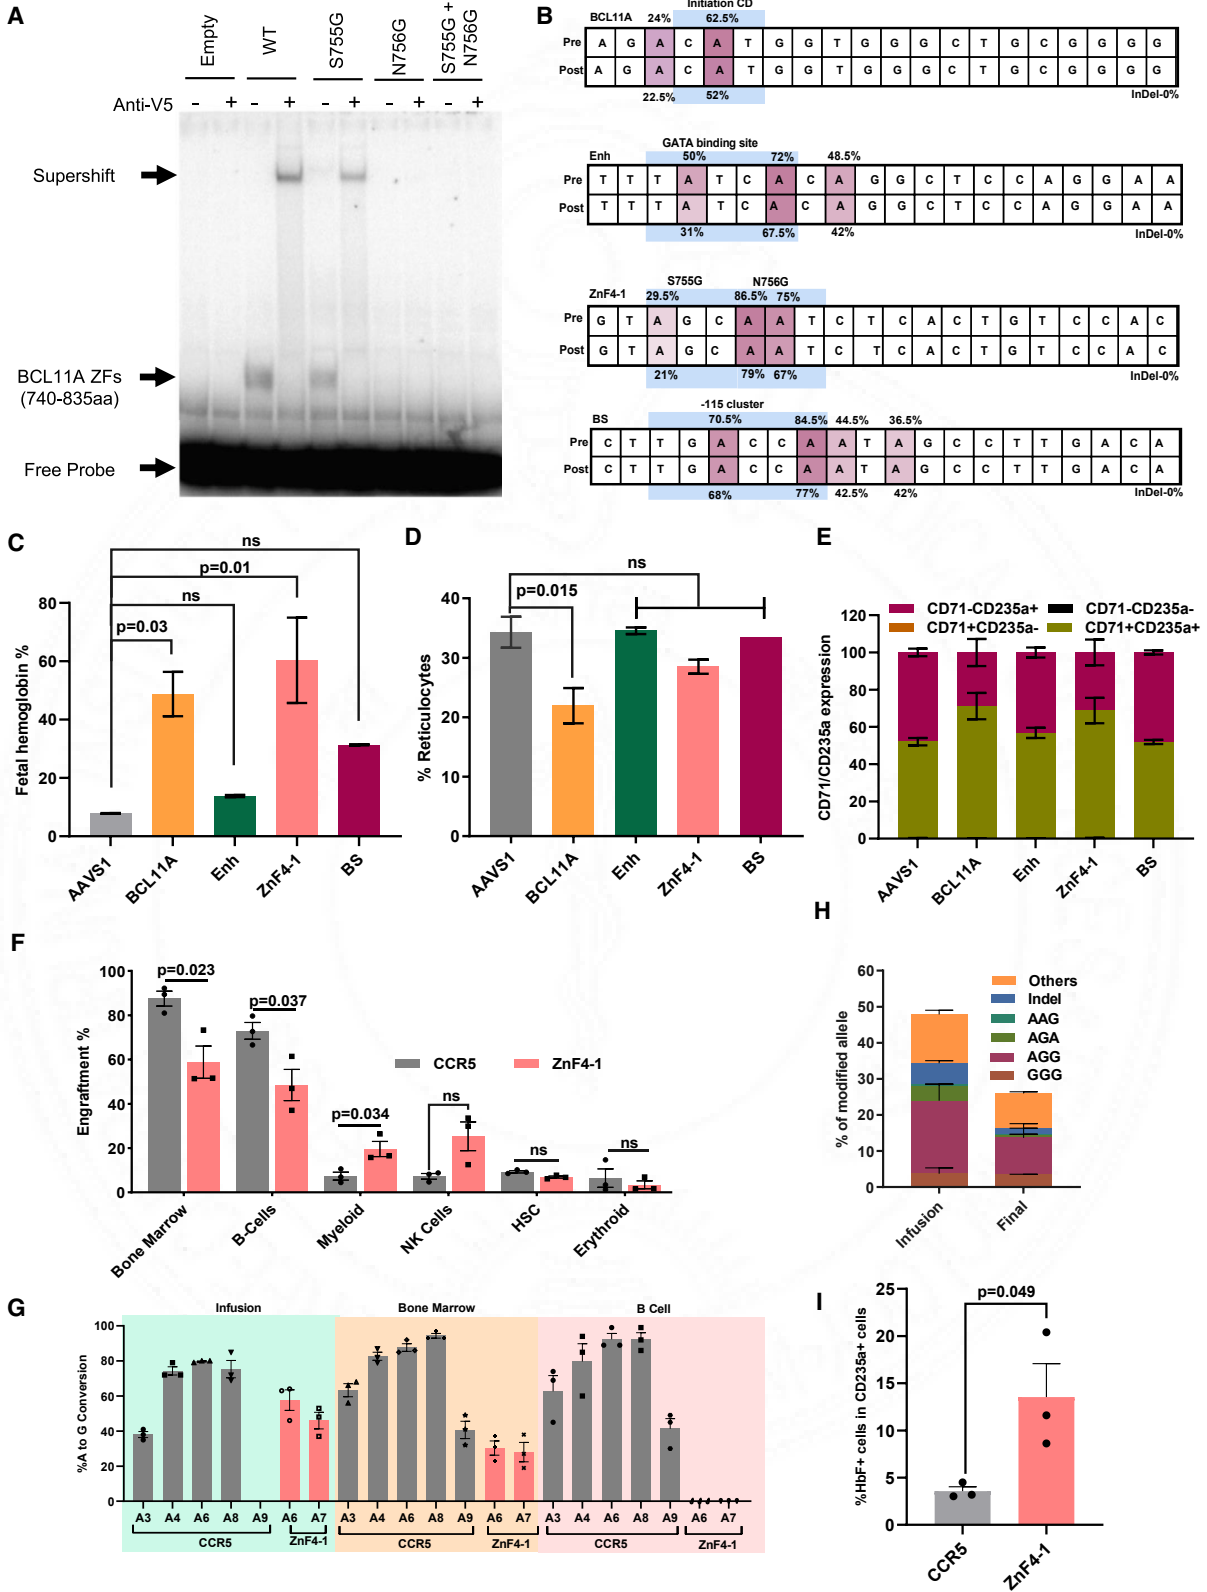 A
Empty
WT
S755G
N756G
S755G +
N756G
Anti-V5
- + - + - + - + - +
Supershift
BCL11A ZFs
(740-835aa)
Free Probe
B
Initiation CD
BCL11A 24% 62.5%
Pre A G A C A T G G T G G G C T G C G G G G
Post A G A C A T G G T G G G C T G C G G G G
22.5% 52% InDel-0%
GATA binding site
Enh 50% 72% 48.5%
Pre T T T A T C A C A G G C T C C A G G A A
Post T T T A T C A C A G G C T C C A G G A A
31% 67.5% 42% InDel-0%
S755G N756G
ZnF4-1 29.5% 86.5% 75%
Pre G T A G C A A T C T C A C T G T C C A C
Post G T A G C A A T C T C A C T G T C C A C
21% 79% 67% InDel-0%
-115 cluster
BS 70.5% 84.5% 44.5% 36.5%
Pre C T T G A C C A A T A G C C T T G A C A
Post C T T G A C C A A T A G C C T T G A C A
68% 77% 42.5% 42% InDel-0%
C
Fetal hemoglobin %
80
60
40
20
0
ns
p=0.01
ns
p=0.03
AAVS1 BCL11A Enh ZnF4-1 BS
D
% Reticulocytes
40
30
20
10
0
ns
p=0.015
AAVS1 BCL11A Enh ZnF4-1 BS
E
CD71-CD235a+ CD71-CD235a-
CD71+CD235a- CD71+CD235a+
CD71/CD235a expression
120
100
80
60
40
20
0
AAVS1 BCL11A Enh ZnF4-1 BS
F
Engraftment %
100
80
60
40
20
0
p=0.023
p=0.037
p=0.034
ns
ns
ns
CCR5 ZnF4-1
Bone Marrow B-Cells Myeloid NK Cells HSC Erythroid
H
% of modified allele
60
50
40
30
20
10
0
Others
Indel
AAG
AGA
AGG
GGG
Infusion Final
G
Infusion Bone Marrow B Cell
%A to G Conversion
100
80
60
40
20
0
A3 A4 A6 A8 A9 A6 A7 A3 A4 A6 A8 A9 A6 A7 A3 A4 A6 A8 A9 A6 A7
CCR5 ZnF4-1 CCR5 ZnF4-1 CCR5 ZnF4-1
I
%HbF+ cells in CD235a+ cells
25
20
15
10
5
0
p=0.049
CCR5 ZnF4-1